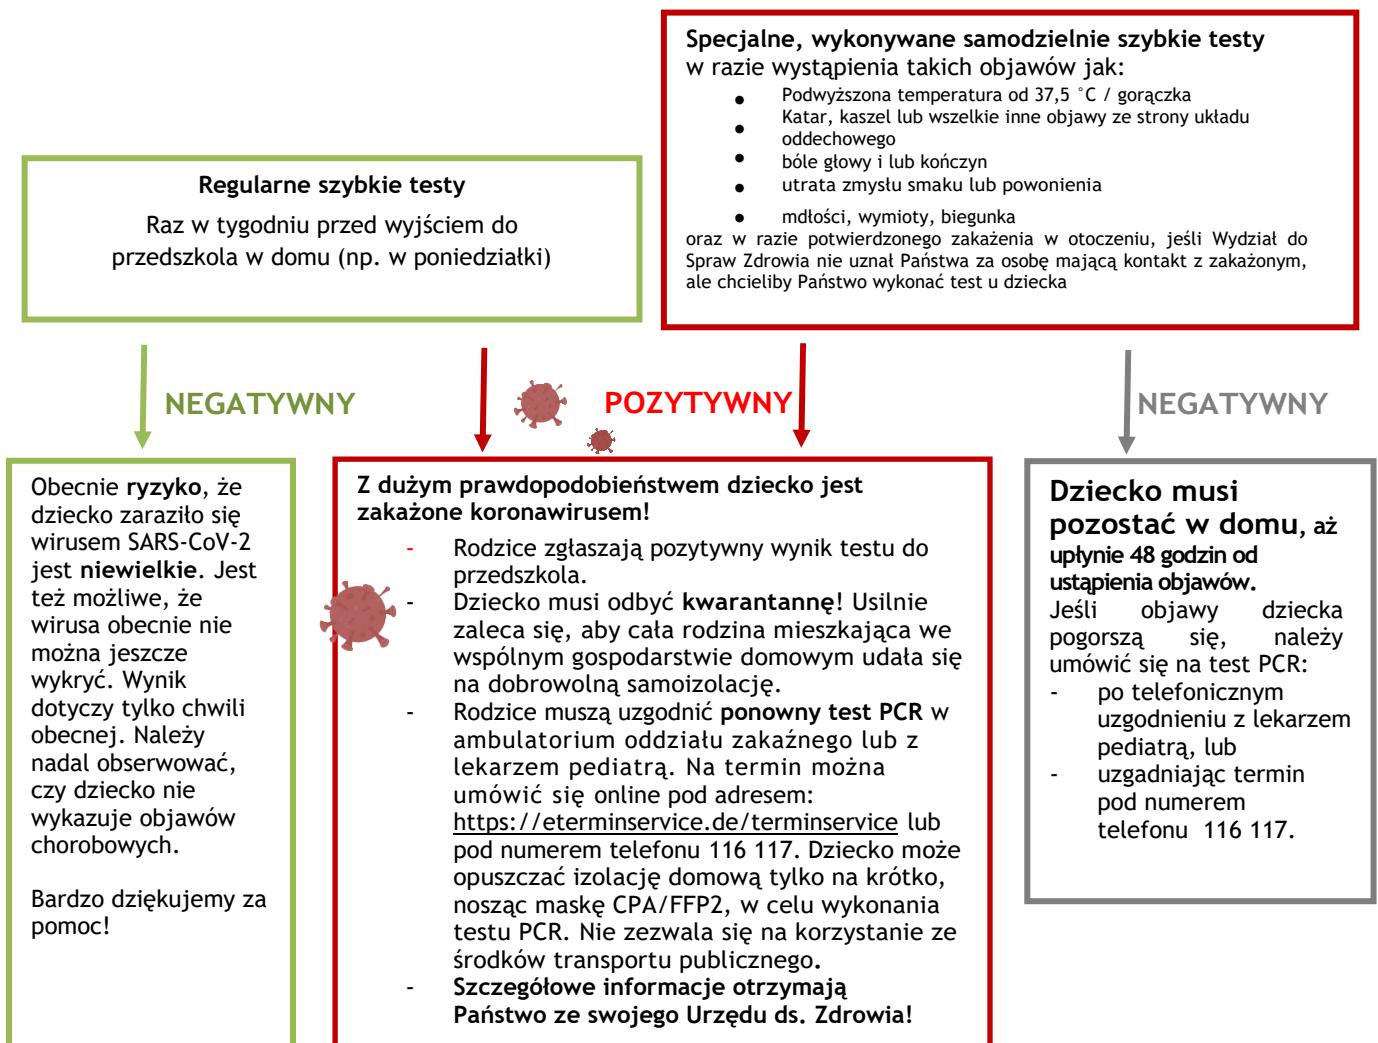 Specjalne, wykonywane samodzielnie szybkie testy
w razie wystąpienia takich objawów jak:
● Podwyższona temperatura od 37,5 °C / gorączka
● Katar, kaszel lub wszelkie inne objawy ze strony układu
oddechowego
● bóle głowy i lub kończyn
● utrata zmysłu smaku lub powonienia
● mdłości, wymioty, biegunka
oraz w razie potwierdzonego zakażenia w otoczeniu, jeśli Wydział do
Spraw Zdrowia nie uznał Państwa za osobę mającą kontakt z zakażonym,
ale chcieliby Państwo wykonać test u dziecka
Regularne szybkie testy
Raz w tygodniu przed wyjściem do
przedszkola w domu (np. w poniedziałki)
NEGATYWNY
POZYTYWNY
NEGATYWNY
Obecnie ryzyko, że
dziecko zaraziło się
wirusem SARS-CoV-2
jest niewielkie. Jest
też możliwe, że
wirusa obecnie nie
można jeszcze
wykryć. Wynik
dotyczy tylko chwili
obecnej. Należy
nadal obserwować,
czy dziecko nie
wykazuje objawów
chorobowych.
Bardzo dziękujemy za
pomoc!
Z dużym prawdopodobieństwem dziecko jest
zakażone koronawirusem!
- Rodzice zgłaszają pozytywny wynik testu do
przedszkola.
- Dziecko musi odbyć kwarantannę! Usilnie
zaleca się, aby cała rodzina mieszkająca we
wspólnym gospodarstwie domowym udała się
na dobrowolną samoizolację.
- Rodzice muszą uzgodnić ponowny test PCR w
ambulatorium oddziału zakaźnego lub z
lekarzem pediatrą. Na termin można
umówić się online pod adresem:
https://eterminservice.de/terminservice lub
pod numerem telefonu 116 117. Dziecko może
opuszczać izolację domową tylko na krótko,
nosząc maskę CPA/FFP2, w celu wykonania
testu PCR. Nie zezwala się na korzystanie ze
środków transportu publicznego.
- Szczegółowe informacje otrzymają
Państwo ze swojego Urzędu ds. Zdrowia!
Dziecko musi
pozostać w domu, aż
upłynie 48 godzin od
ustąpienia objawów.
Jeśli objawy dziecka
pogorszą się, należy
umówić się na test PCR:
- po telefonicznym
uzgodnieniu z lekarzem
pediatrą, lub
- uzgadniając termin
pod numerem
telefonu 116 117.